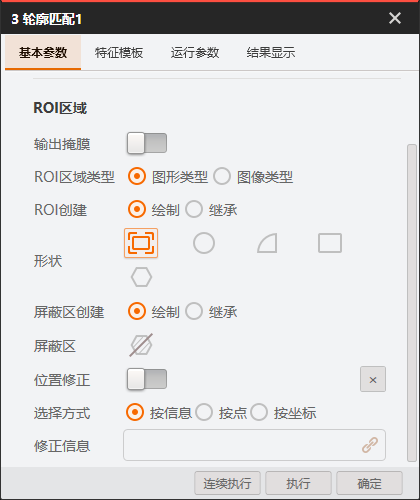 3 轮廓匹配1
基本参数 特征模板 运行参数 结果显示
ROI区域
输出掩膜
ROI区域类型 图形类型 图像类型
ROI创建 绘制 继承
形状
屏蔽区创建 绘制 继承
屏蔽区
位置修正
选择方式 按信息 按点 按坐标
修正信息
连续执行 执行 确定